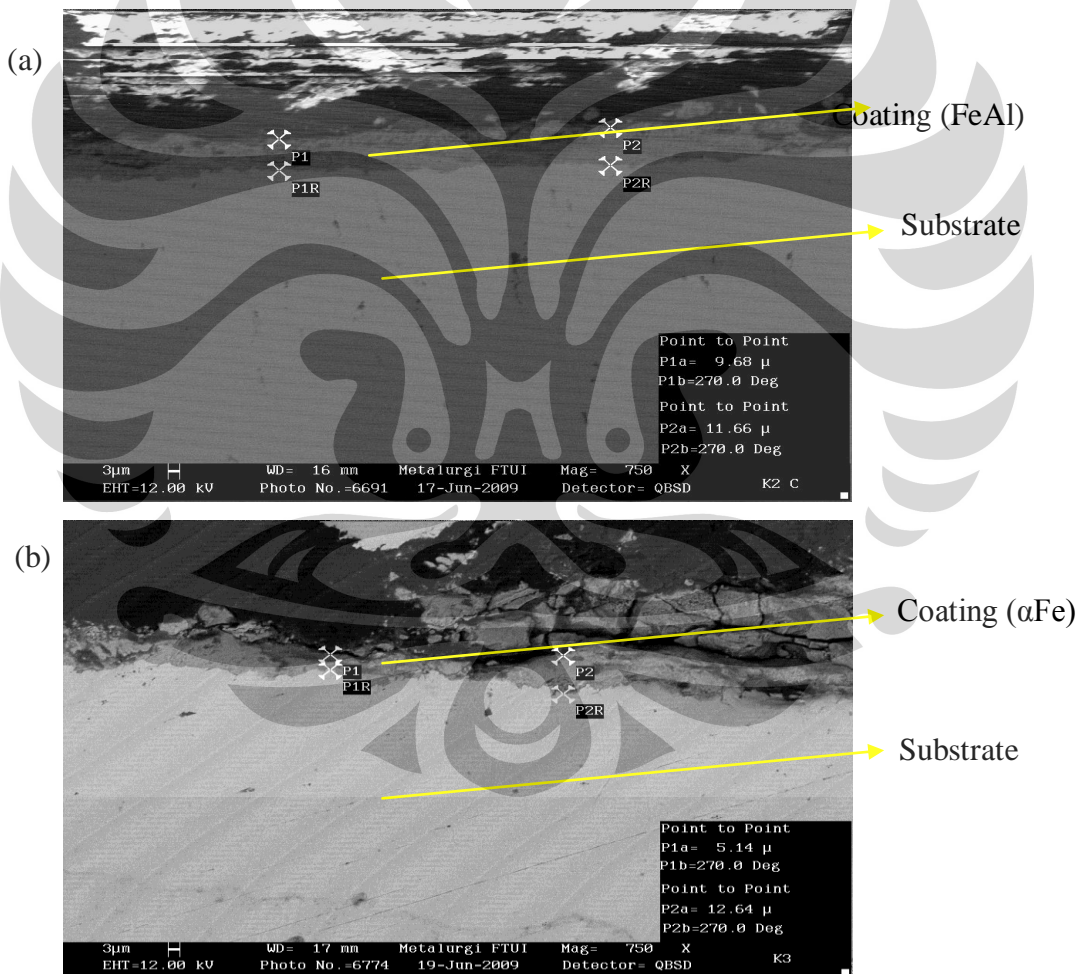 (a)
Coating (FeAl)
P1
P2
P1R
P2R
Substrate
Point to Point
P1a= 9.68 µ
P1b=270.0 Deg
Point to Point
P2a= 11.66 µ
P2b=270.0 Deg
3µm WD= 16 mm Metalurgi FTUI Mag= 750 X
EHT=12.00 kV Photo No.=6691 17-Jun-2009 Detector= QBSD K2 C
(b)
Coating (αFe)
P1
P2
P1R
P2R
Substrate
Point to Point
P1a= 5.14 µ
P1b=270.0 Deg
Point to Point
P2a= 12.64 µ
P2b=270.0 Deg
3µm WD= 17 mm Metalurgi FTUI Mag= 750 X
EHT=12.00 kV Photo No.=6774 19-Jun-2009 Detector= QBSD K3